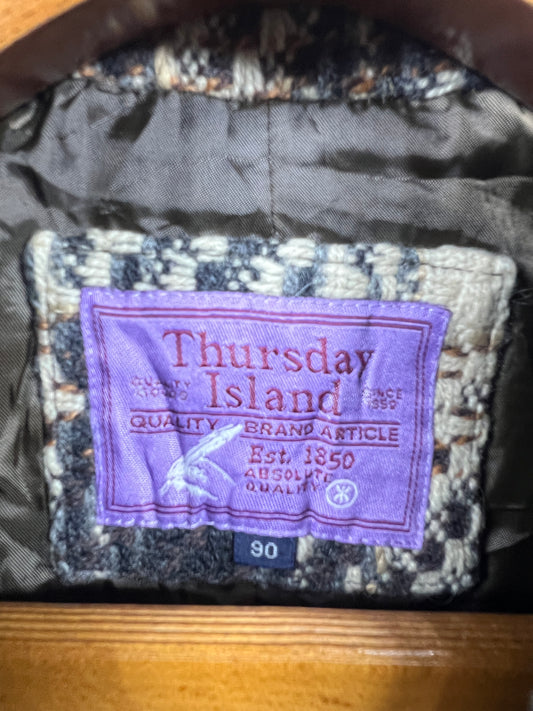 Thursday
Island
QUALITY
SINCE
QUALITY BRAND ARTICLE
Est. 1850
ABSOLUTE
QUALITY
90